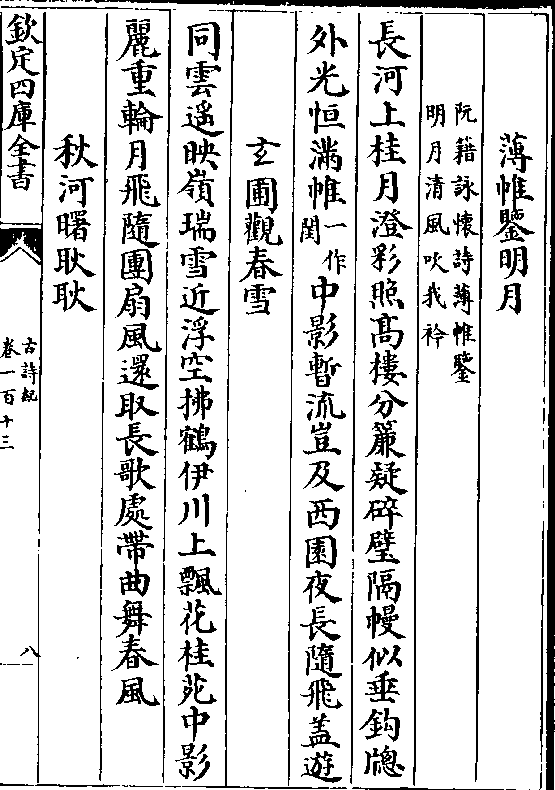 薄帷鑒明月
阮籍詠懷詩薄帷鑒
明月清風吹我衿
長河上桂月澄彩照高樓分簾疑碎璧隔幔似垂鈎牎
外光恒滿帷一作閨中影暫流豈及西園夜長隨飛蓋遊
玄圃觀春雪
同雲遥映嶺瑞雪近浮空拂鶴伊川上飄花桂苑中影
麗重輪月飛隨團扇風還取長歌處帶曲舞春風
秋河曙耿耿
欽定四庫全書
古詩紀
卷一百十三
八